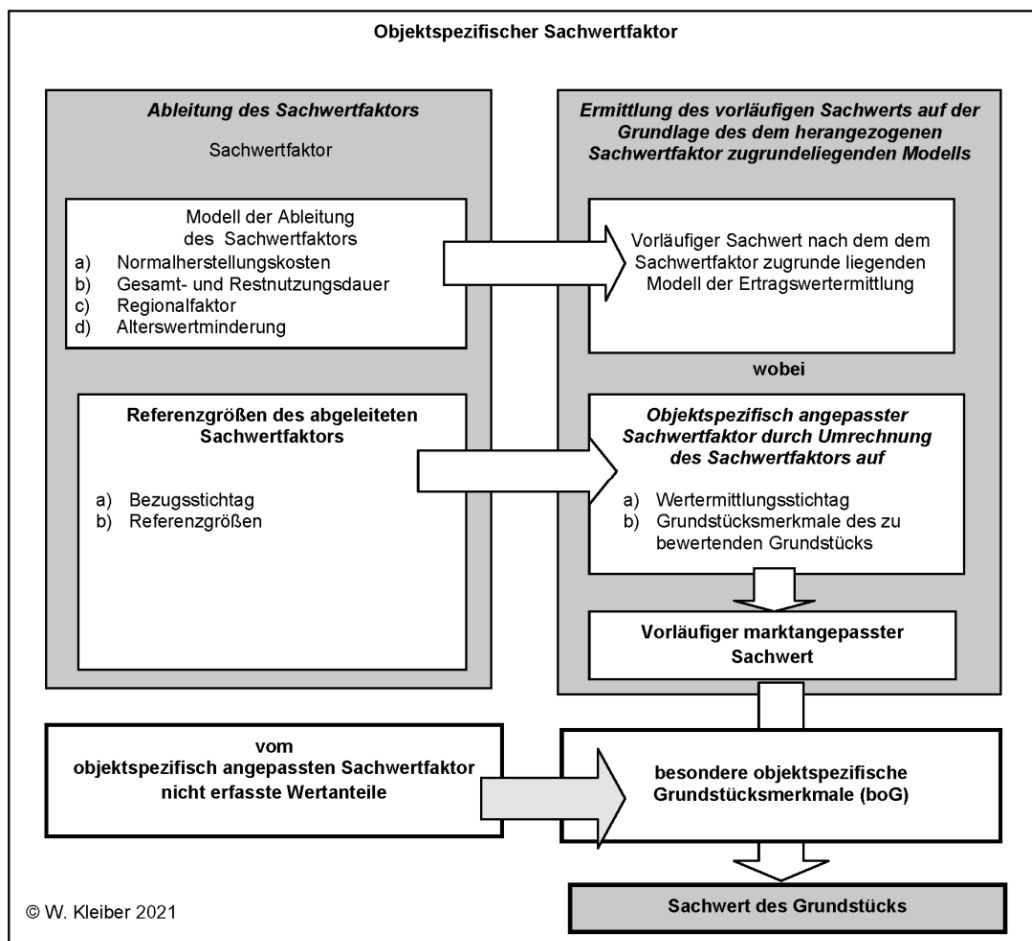 Objektspezifischer Sachwertfaktor
Ableitung des Sachwertfaktors
Sachwertfaktor
Modell der Ableitung
des Sachwertfaktors
a) Normalherstellungskosten
b) Gesamt- und Restnutzungsdauer
c) Regionalfaktor
d) Alterswertminderung
Referenzgrößen des abgeleiteten
Sachwertfaktors
a) Bezugsstichtag
b) Referenzgrößen
Ermittlung des vorläufigen Sachwerts auf der
Grundlage des dem herangezogenen
Sachwertfaktor zugrundeliegenden Modells
Vorläufiger Sachwert nach dem dem
Sachwertfaktor zugrunde liegenden
Modell der Ertragswertermittlung
wobei
Objektspezifisch angepasster
Sachwertfaktor durch Umrechnung
des Sachwertfaktors auf
a) Wertermittlungsstichtag
b) Grundstücksmerkmale des zu
bewertenden Grundstücks
Vorläufiger marktangepasster
Sachwert
vom
objektspezifisch angepassten Sachwertfaktor
nicht erfasste Wertanteile
besondere objektspezifische
Grundstücksmerkmale (boG)
Sachwert des Grundstücks
© W. Kleiber 2021